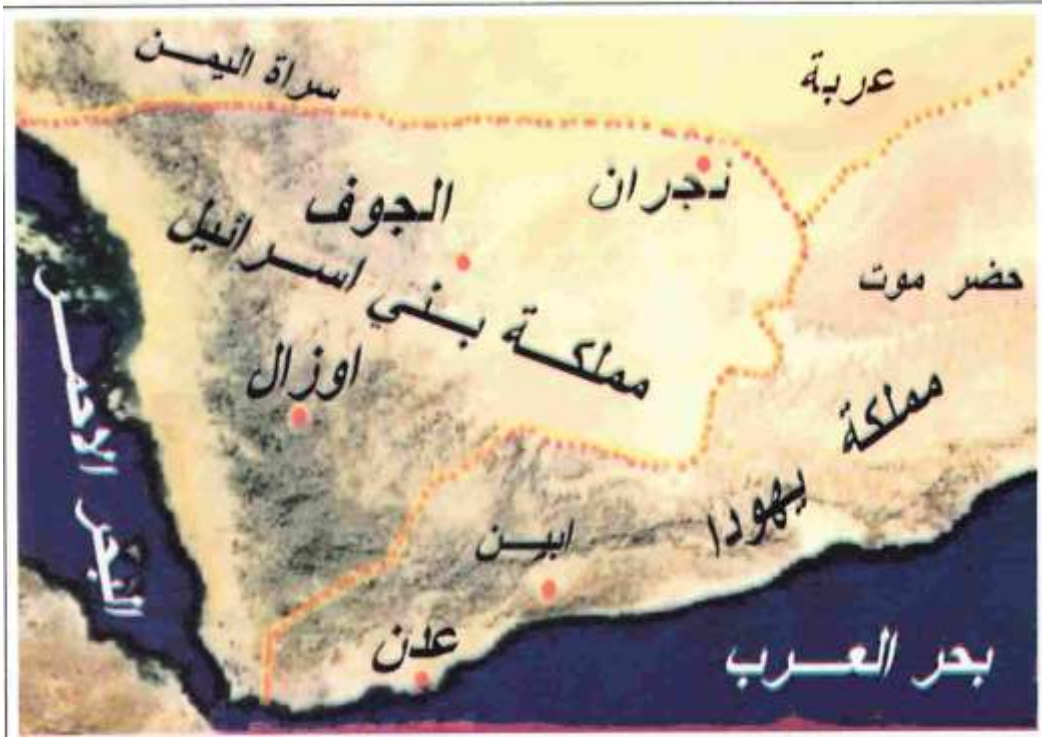 سراة اليمن
عربة
نجران
الجوف
حضر موت
مملكة بني اسرائيل
اوزال
مملكة يهودا
ابين
عدن
البحر الاحمر
بحر العرب